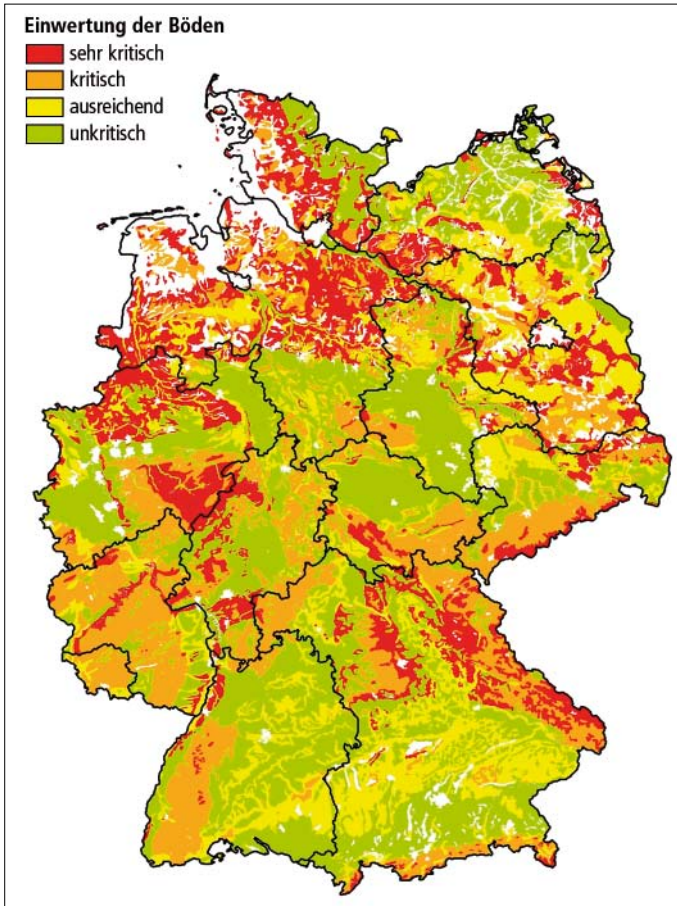 Einwertung der Böden
sehr kritisch
kritisch
ausreichend
unkritisch